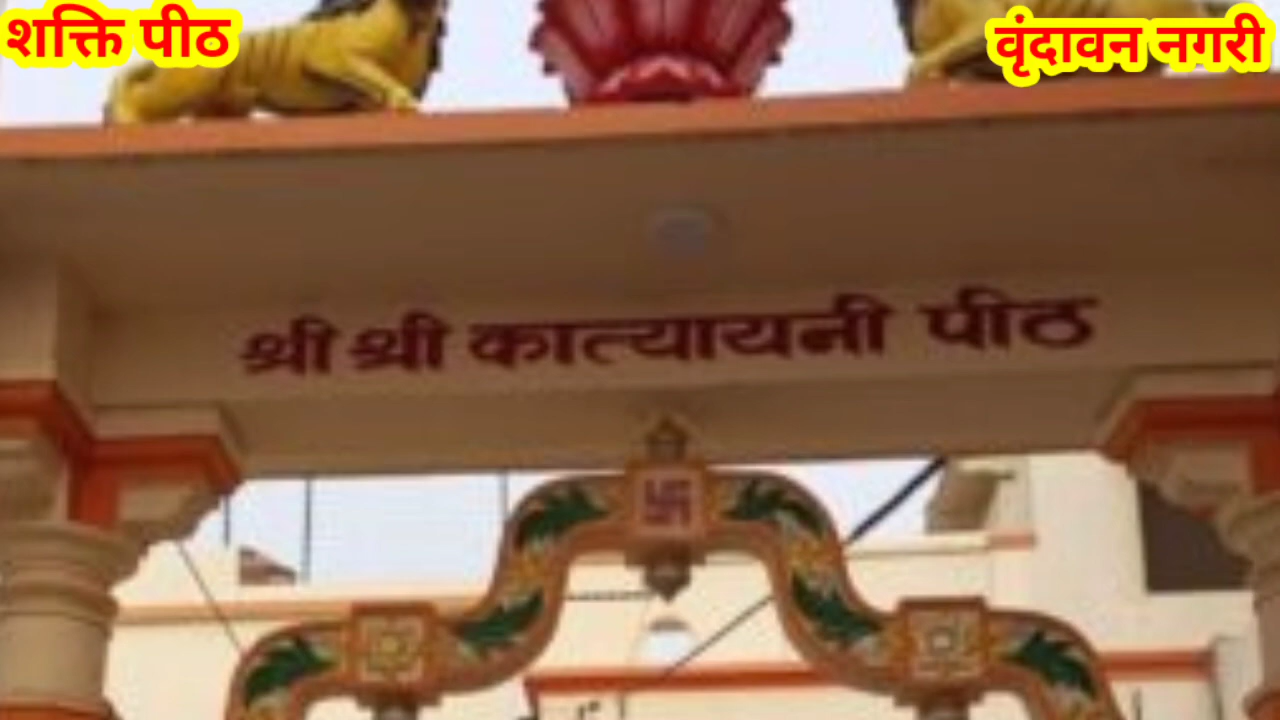 शक्ति पीठ
वृंदावन नगरी
श्री श्री कात्यायनी पीठ